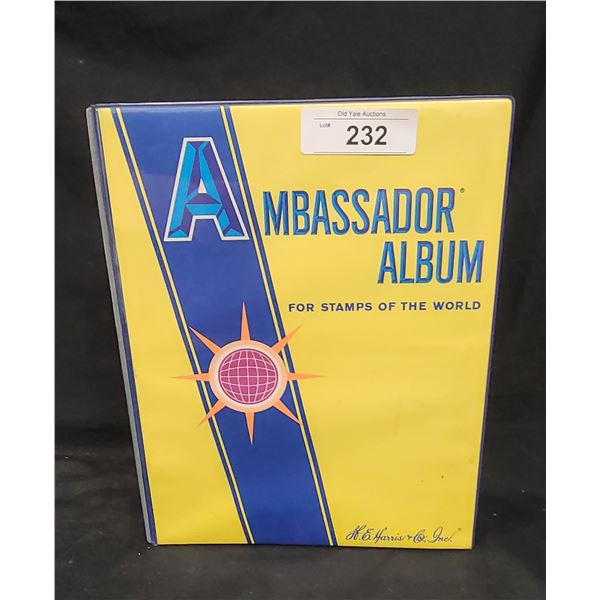 Old Yale Auctions
Lot#
232
AMBASSADOR®
ALBUM
FOR STAMPS OF THE WORLD
H.E. Harris & Co., Inc.®